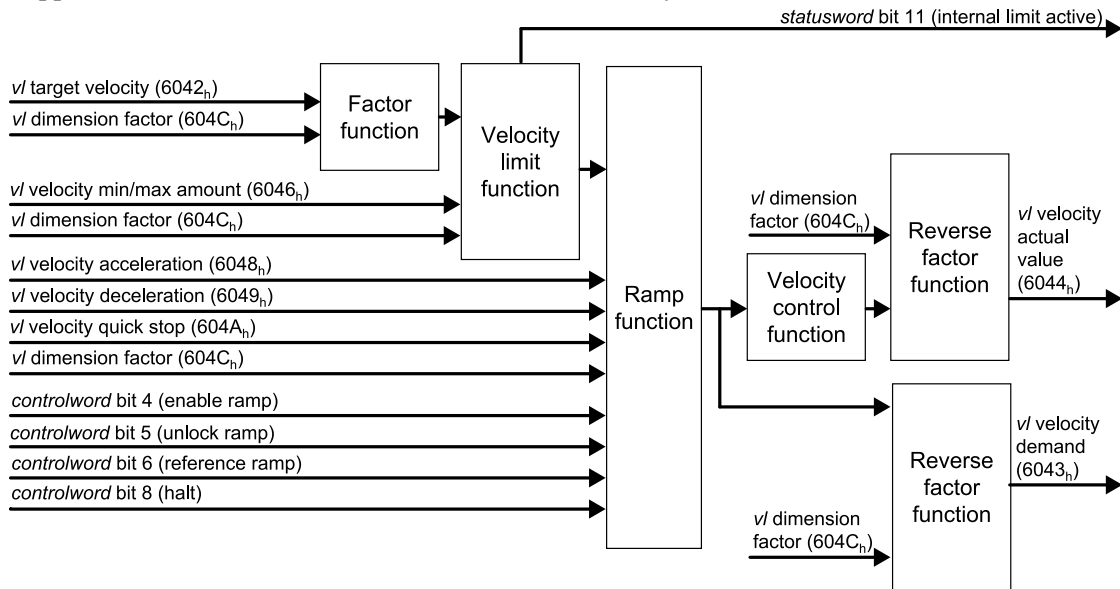 statusword bit 11 (internal limit active)
vl target velocity (6042h)
vl dimension factor (604Ch)
Factor
function
Velocity
limit
function
vl velocity min/max amount (6046h)
vl dimension factor (604Ch)
vl velocity acceleration (6048h)
vl velocity deceleration (6049h)
vl velocity quick stop (604Ah)
vl dimension factor (604Ch)
controlword bit 4 (enable ramp)
controlword bit 5 (unlock ramp)
controlword bit 6 (reference ramp)
controlword bit 8 (halt)
Ramp
function
vl dimension
factor (604Ch)
Velocity
control
function
Reverse
factor
function
vl velocity
actual
value
(6044h)
Reverse
factor
function
vl velocity
demand
(6043h)
vl dimension
factor (604Ch)